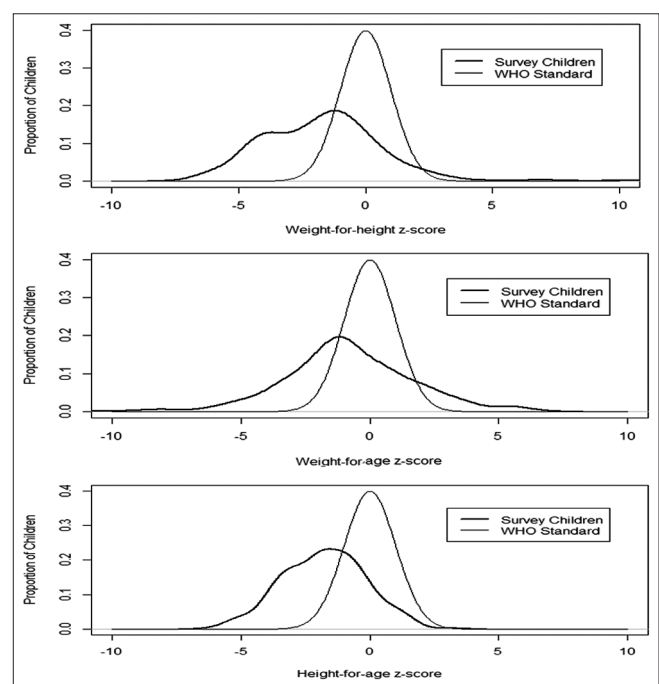 Proportion of Children
0.4
0.3
0.2
0.1
0.0
Survey Children
WHO Standard
-10 -5 0 5 10
Weight-for-height z-score
Proportion of Children
0.4
0.3
0.2
0.1
0.0
Survey Children
WHO Standard
-10 -5 0 5 10
Weight-for-age z-score
Proportion of Children
0.4
0.3
0.2
0.1
0.0
Survey Children
WHO Standard
-10 -5 0 5 10
Height-for-age z-score